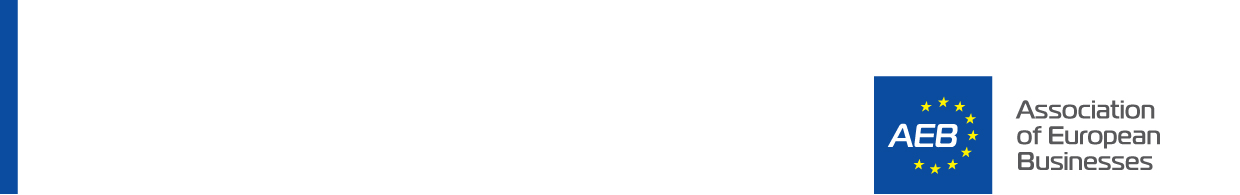 AEB
Association
of European
Businesses